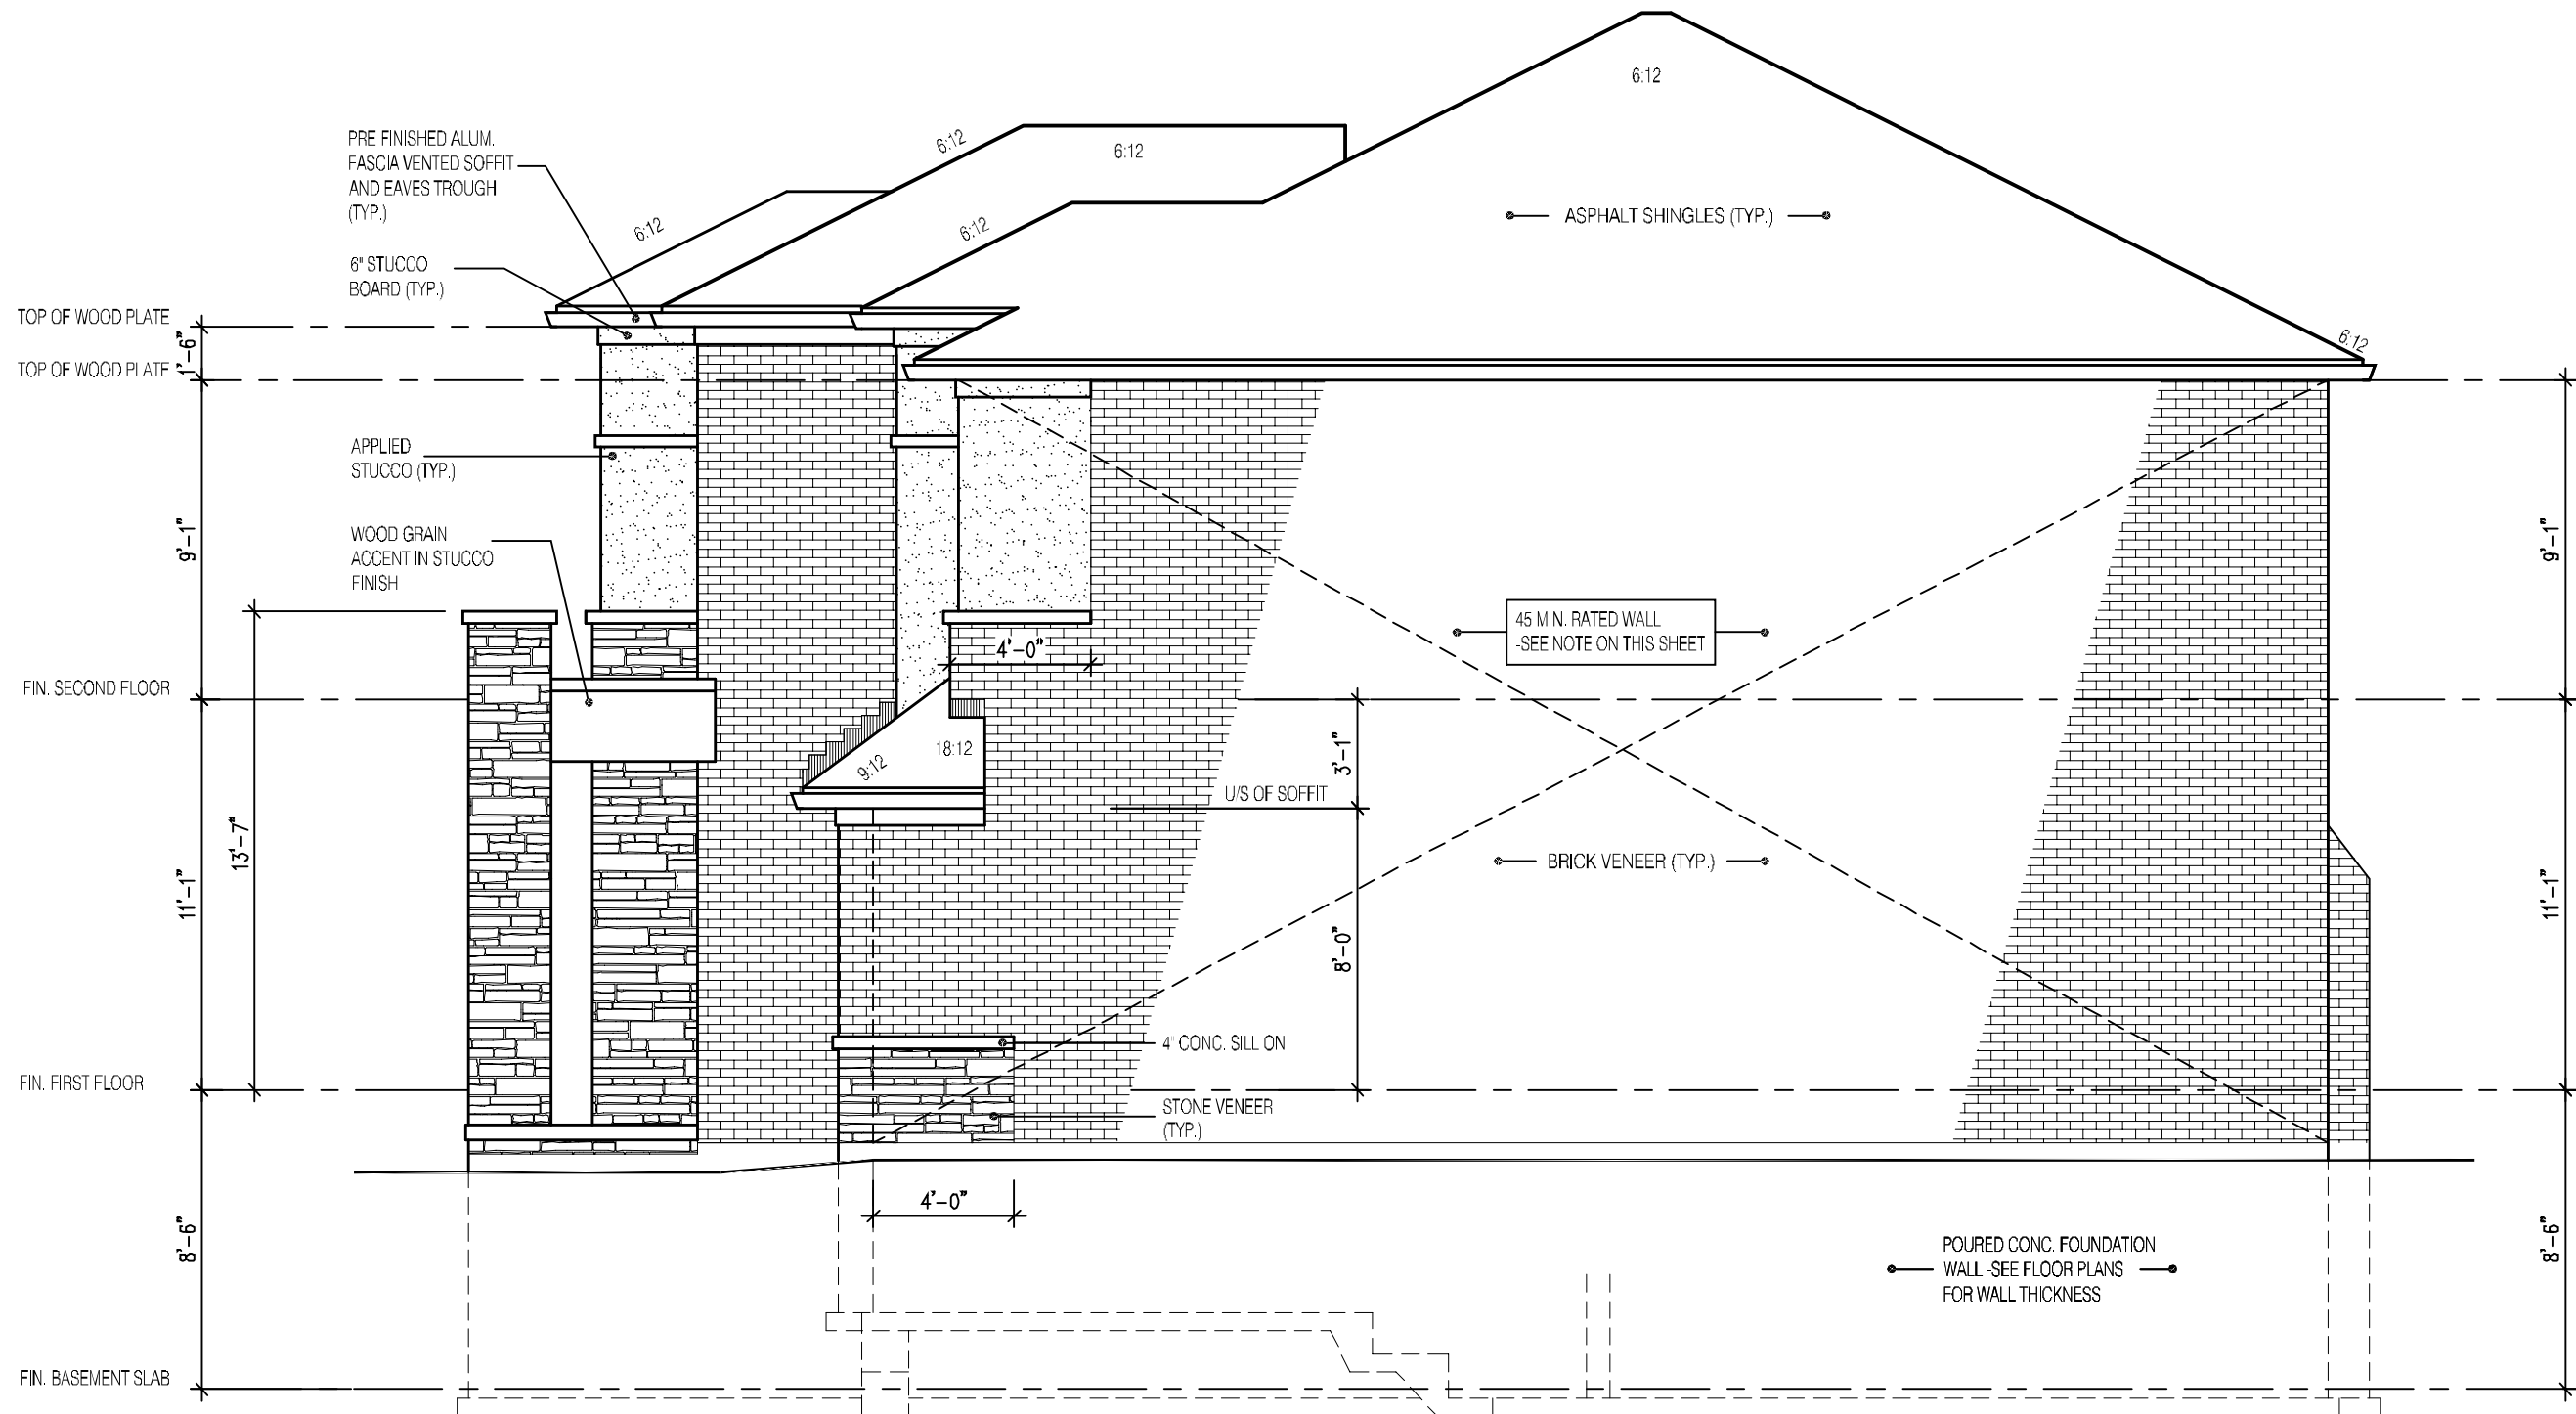 6:12
PRE FINISHED ALUM.
FASCIA VENTED SOFFIT
AND EAVES TROUGH
(TYP.)
6:12
6:12
ASPHALT SHINGLES (TYP.)
6:12
6:12
6" STUCCO
BOARD (TYP.)
TOP OF WOOD PLATE
1'-6"
6:12
TOP OF WOOD PLATE
APPLIED
STUCCO (TYP.)
9'-1"
9'-1"
WOOD GRAIN
ACCENT IN STUCCO
FINISH
45 MIN. RATED WALL
-SEE NOTE ON THIS SHEET
4'-0"
FIN. SECOND FLOOR
3'-1"
18:12
9:12
U/S OF SOFFIT
13'-7"
BRICK VENEER (TYP.)
11'-1"
11'-1"
8'-0"
4" CONC. SILL ON
FIN. FIRST FLOOR
STONE VENEER
(TYP.)
4'-0"
8'-6"
8'-6"
POURED CONC. FOUNDATION
WALL -SEE FLOOR PLANS
FOR WALL THICKNESS
FIN. BASEMENT SLAB